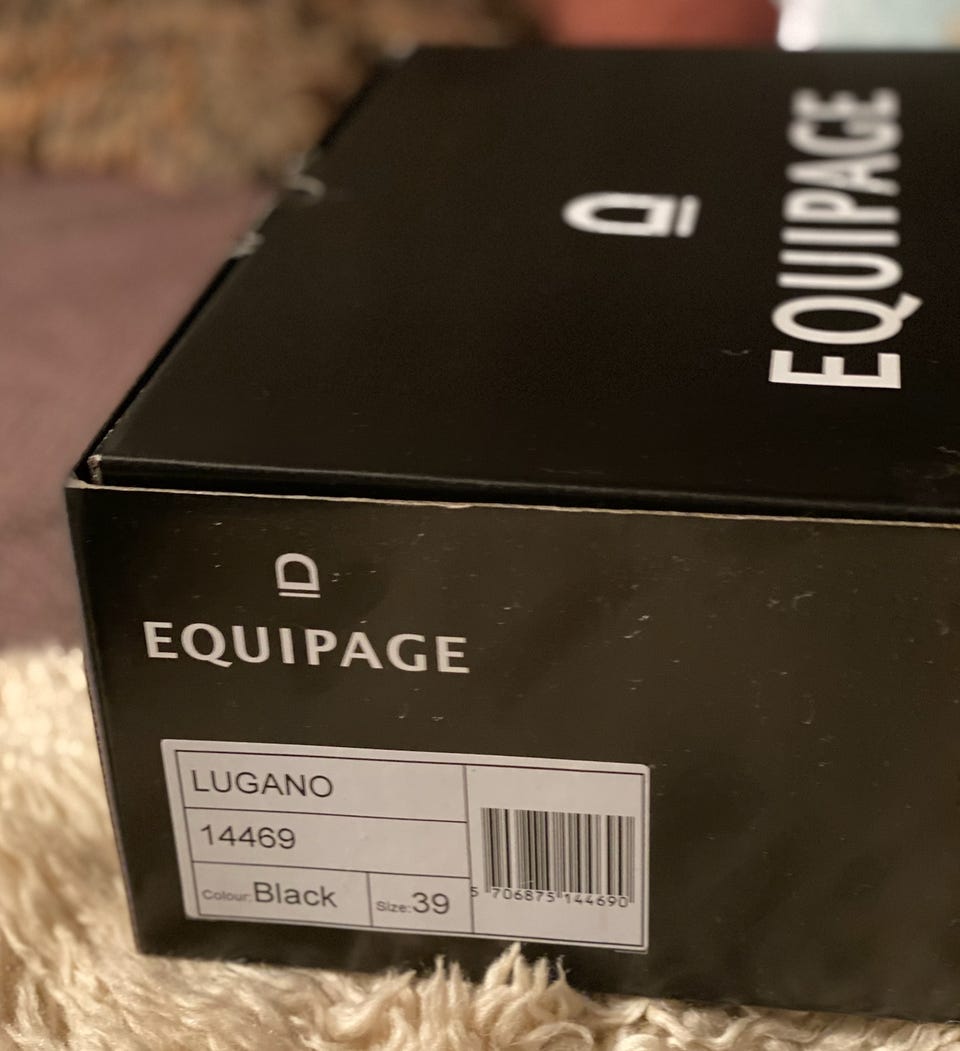 EQUIPAGE
EQUIPAGE
LUGANO
14469
Colour: Black Size: 39
5 706875 144690